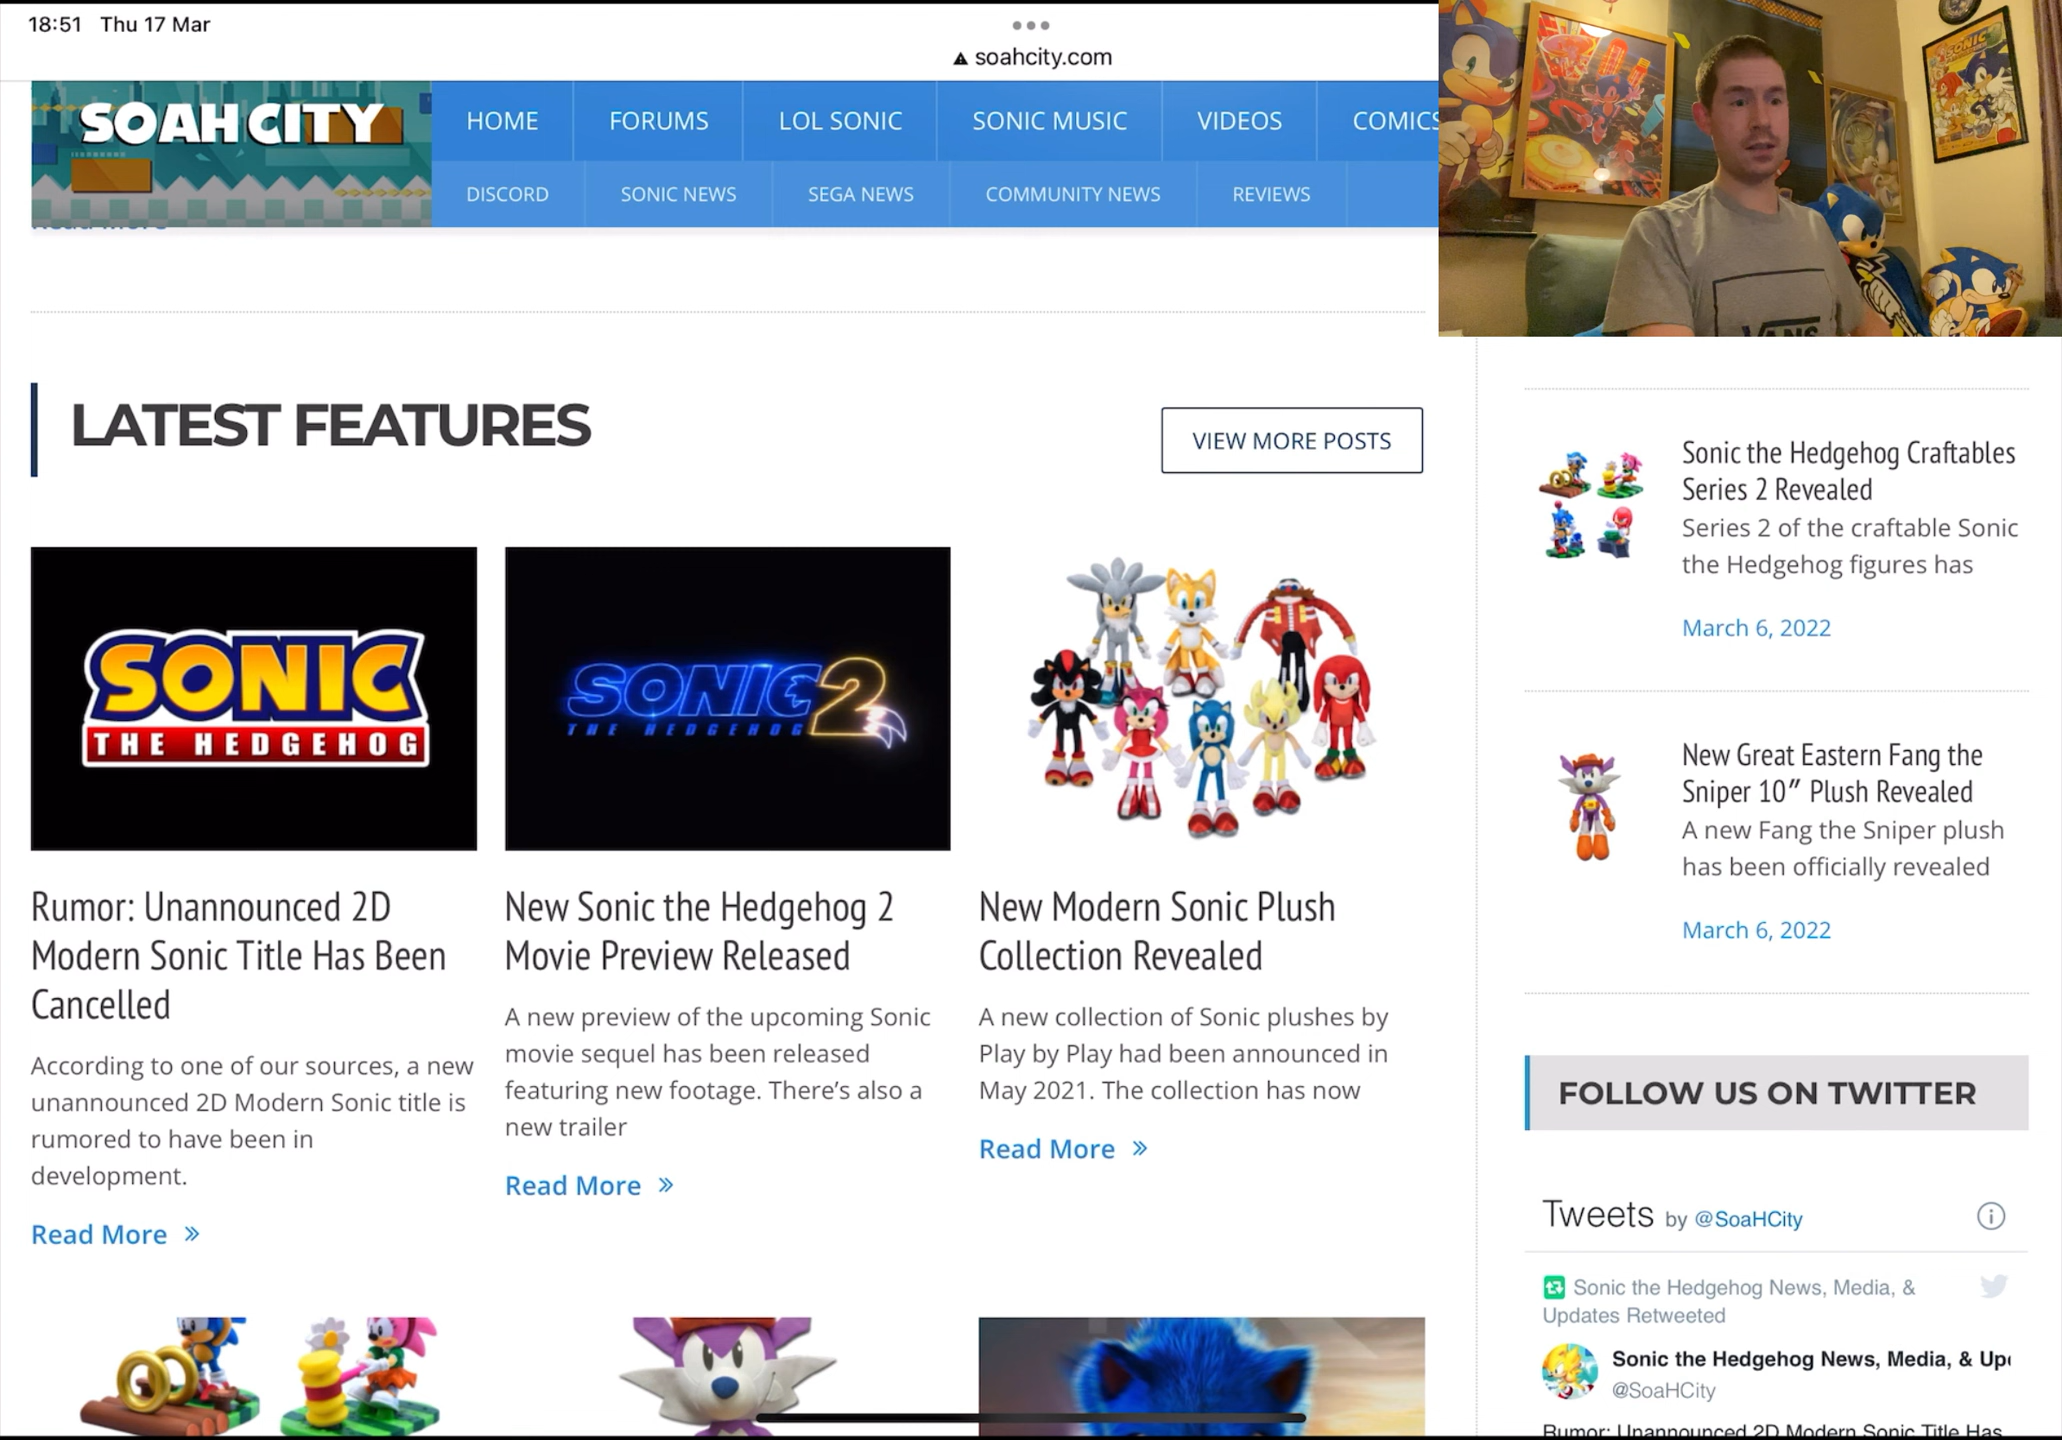 18:51 Thu 17 Mar
soahcity.com
SOAH CITY
HOME
FORUMS
LOL SONIC
SONIC MUSIC
VIDEOS
COMICS
DISCORD
SONIC NEWS
SEGA NEWS
COMMUNITY NEWS
REVIEWS
SONIC
VANS
LATEST FEATURES
VIEW MORE POSTS
SONIC
THE HEDGEHOG
Rumor: Unannounced 2D
Modern Sonic Title Has Been
Cancelled
According to one of our sources, a new
unannounced 2D Modern Sonic title is
rumored to have been in
development.
Read More »
SONIC 2
THE HEDGEHOG
New Sonic the Hedgehog 2
Movie Preview Released
A new preview of the upcoming Sonic
movie sequel has been released
featuring new footage. There’s also a
new trailer
Read More »
New Modern Sonic Plush
Collection Revealed
A new collection of Sonic plushes by
Play by Play had been announced in
May 2021. The collection has now
Read More »
Sonic the Hedgehog Craftables
Series 2 Revealed
Series 2 of the craftable Sonic
the Hedgehog figures has
March 6, 2022
New Great Eastern Fang the
Sniper 10″ Plush Revealed
A new Fang the Sniper plush
has been officially revealed
March 6, 2022
FOLLOW US ON TWITTER
Tweets by @SoaHCity
Sonic the Hedgehog News, Media, &
Updates Retweeted
Sonic the Hedgehog News, Media, & Up
@SoaHCity
Rumor: Unannounced 2D Modern Sonic Title Has